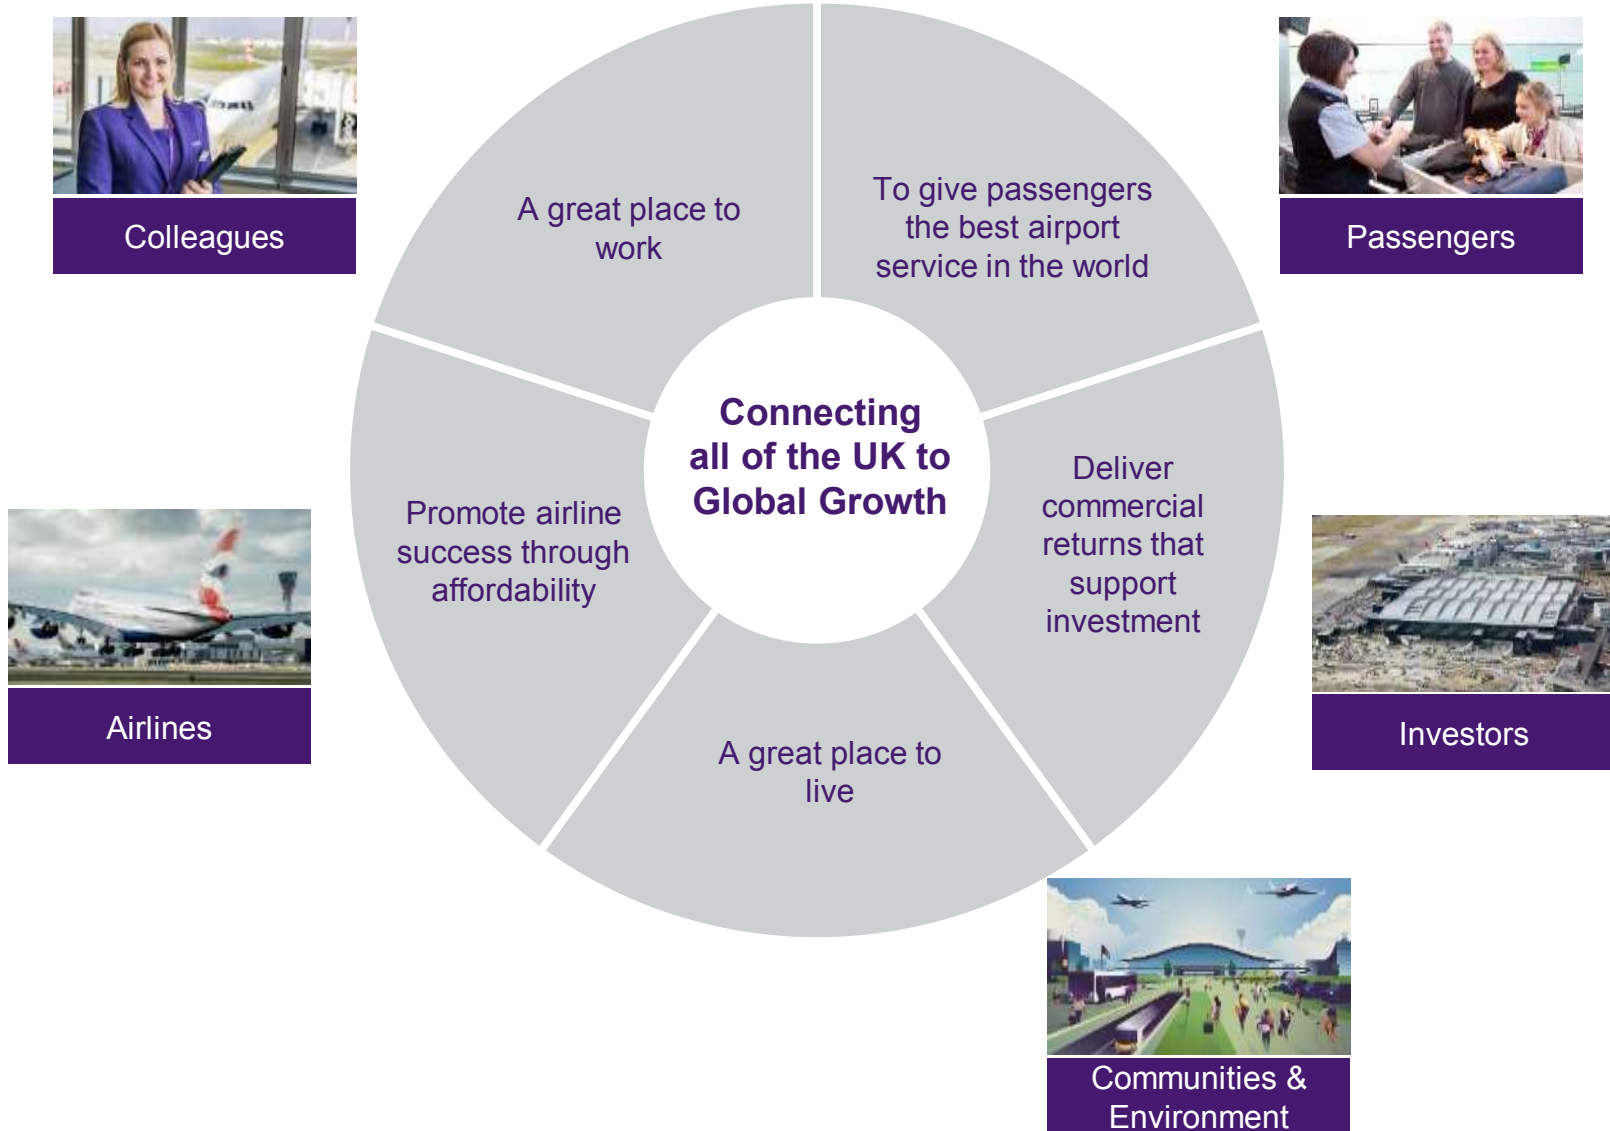 Colleagues
A great place to
work
To give passengers
the best airport
service in the world
Passengers
Connecting
all of the UK to
Global Growth
Promote airline
success through
affordability
Airlines
Deliver
commercial
returns that
support
investment
Investors
A great place to
live
Communities &
Environment